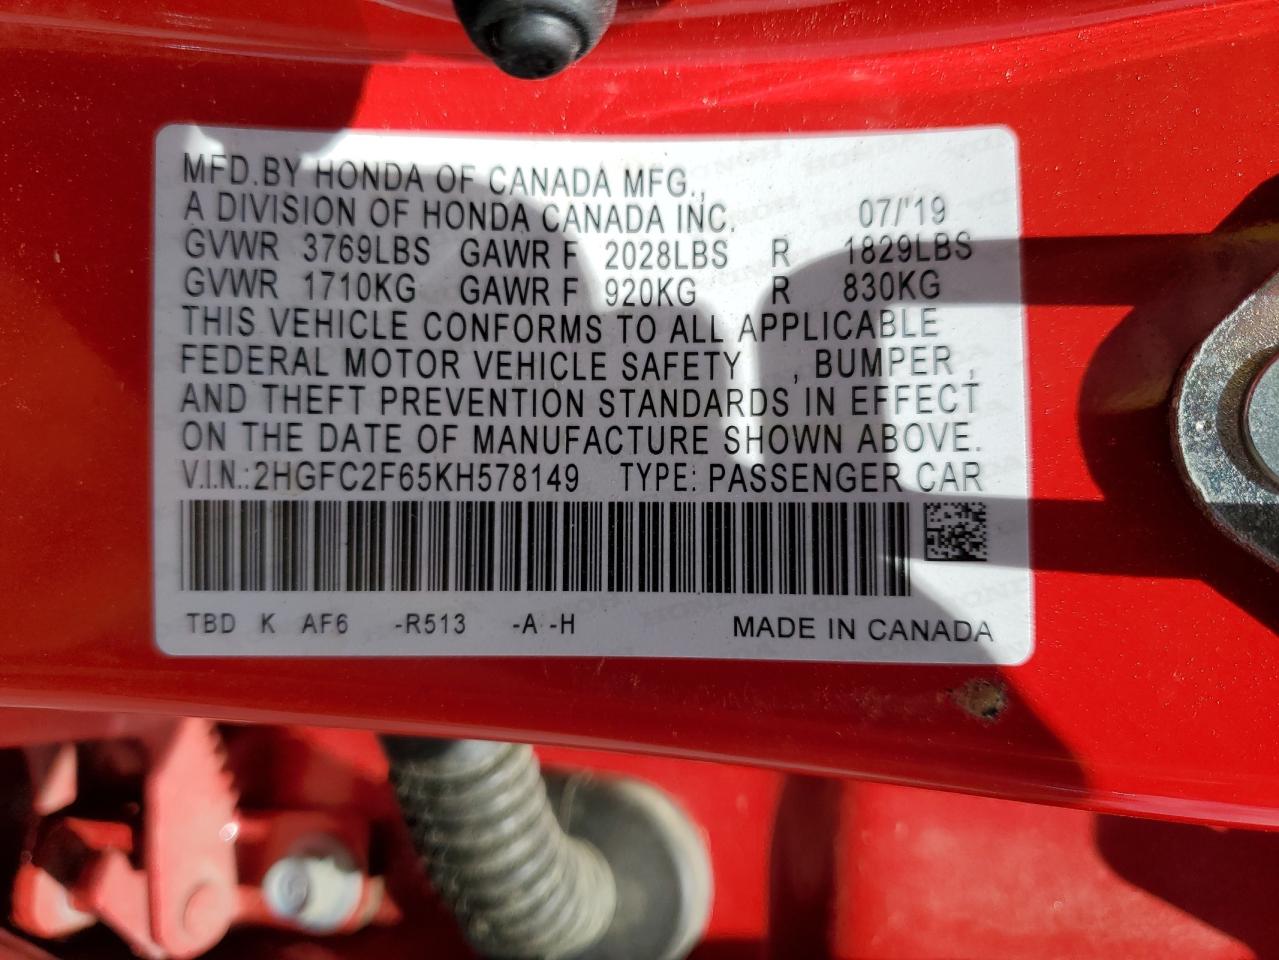 MFD.BY HONDA OF CANADA MFG.,
A DIVISION OF HONDA CANADA INC. 07/'19
GVWR 3769LBS GAWR F 2028LBS R 1829LBS
GVWR 1710KG GAWR F 920KG R 830KG
THIS VEHICLE CONFORMS TO ALL APPLICABLE
FEDERAL MOTOR VEHICLE SAFETY , BUMPER ,
AND THEFT PREVENTION STANDARDS IN EFFECT
ON THE DATE OF MANUFACTURE SHOWN ABOVE.
V.I.N.:2HGFC2F65KH578149 TYPE: PASSENGER CAR
TBD K AF6 -R513 -A -H MADE IN CANADA